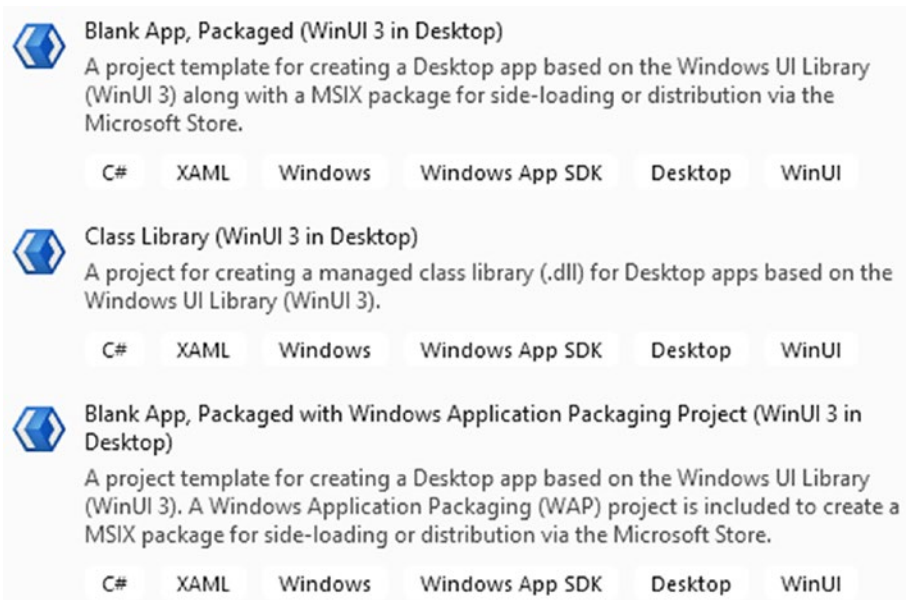 Blank App, Packaged (WinUI 3 in Desktop)
A project template for creating a Desktop app based on the Windows UI Library
(WinUI 3) along with a MSIX package for side-loading or distribution via the
Microsoft Store.
C# XAML Windows Windows App SDK Desktop WinUI
Class Library (WinUI 3 in Desktop)
A project for creating a managed class library (.dll) for Desktop apps based on the
Windows UI Library (WinUI 3).
C# XAML Windows Windows App SDK Desktop WinUI
Blank App, Packaged with Windows Application Packaging Project (WinUI 3 in
Desktop)
A project template for creating a Desktop app based on the Windows UI Library
(WinUI 3). A Windows Application Packaging (WAP) project is included to create a
MSIX package for side-loading or distribution via the Microsoft Store.
C# XAML Windows Windows App SDK Desktop WinUI